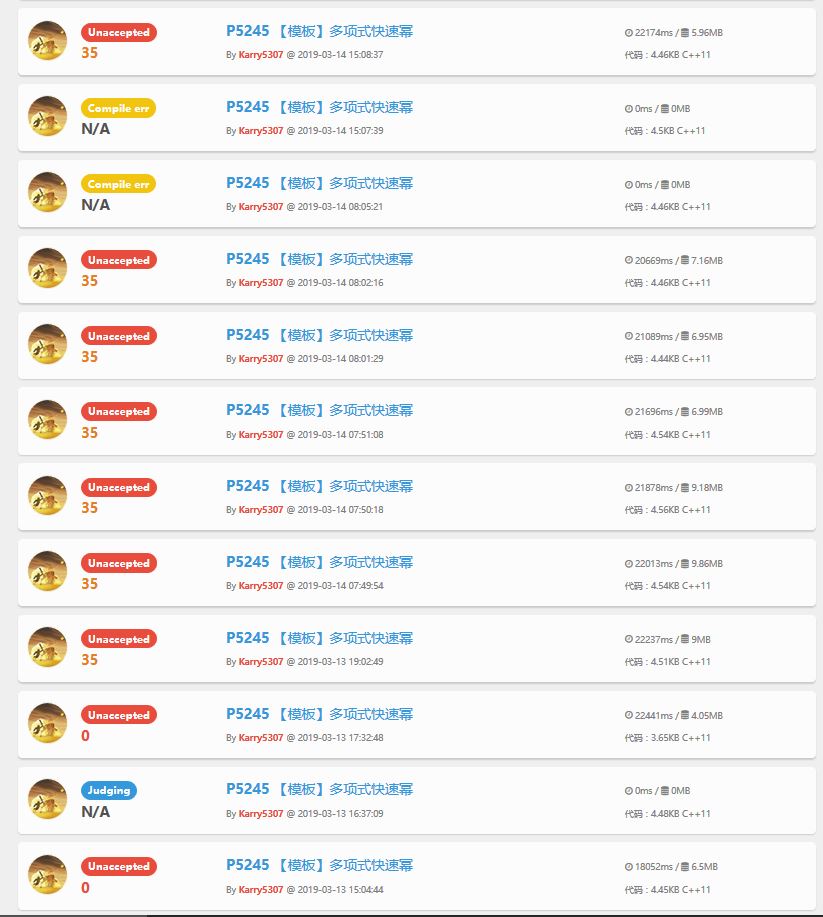 Unaccepted P5245 【模板】多项式快速幂 22174ms / 5.96MB
35 By Karry5307 @ 2019-03-14 15:08:37 代码 : 4.46KB C++11
Compile err P5245 【模板】多项式快速幂 0ms / 0MB
N/A By Karry5307 @ 2019-03-14 15:07:39 代码 : 4.5KB C++11
Compile err P5245 【模板】多项式快速幂 0ms / 0MB
N/A By Karry5307 @ 2019-03-14 08:05:21 代码 : 4.46KB C++11
Unaccepted P5245 【模板】多项式快速幂 20669ms / 7.16MB
35 By Karry5307 @ 2019-03-14 08:02:16 代码 : 4.46KB C++11
Unaccepted P5245 【模板】多项式快速幂 21089ms / 6.95MB
35 By Karry5307 @ 2019-03-14 08:01:29 代码 : 4.44KB C++11
Unaccepted P5245 【模板】多项式快速幂 21696ms / 6.99MB
35 By Karry5307 @ 2019-03-14 07:51:08 代码 : 4.54KB C++11
Unaccepted P5245 【模板】多项式快速幂 21878ms / 9.18MB
35 By Karry5307 @ 2019-03-14 07:50:18 代码 : 4.56KB C++11
Unaccepted P5245 【模板】多项式快速幂 22013ms / 9.86MB
35 By Karry5307 @ 2019-03-14 07:49:54 代码 : 4.54KB C++11
Unaccepted P5245 【模板】多项式快速幂 22237ms / 9MB
35 By Karry5307 @ 2019-03-13 19:02:49 代码 : 4.51KB C++11
Unaccepted P5245 【模板】多项式快速幂 22441ms / 4.05MB
0 By Karry5307 @ 2019-03-13 17:32:48 代码 : 3.65KB C++11
Judging P5245 【模板】多项式快速幂 0ms / 0MB
N/A By Karry5307 @ 2019-03-13 16:37:09 代码 : 4.48KB C++11
Unaccepted P5245 【模板】多项式快速幂 18052ms / 6.5MB
0 By Karry5307 @ 2019-03-13 15:04:44 代码 : 4.45KB C++11